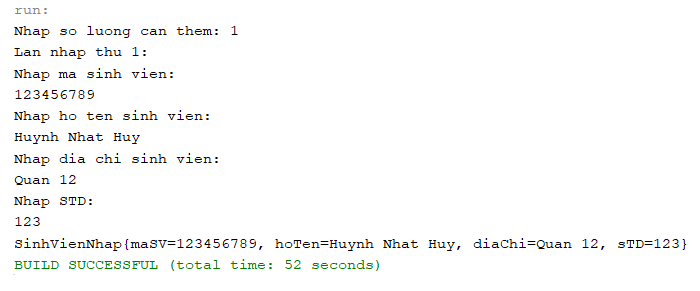 run:
Nhap so luong can them: 1
Lan nhap thu 1:
Nhap ma sinh vien:
123456789
Nhap ho ten sinh vien:
Huynh Nhat Huy
Nhap dia chi sinh vien:
Quan 12
Nhap STD:
123
SinhVienNhap{maSV=123456789, hoTen=Huynh Nhat Huy, diaChi=Quan 12, sTD=123}
BUILD SUCCESSFUL (total time: 52 seconds)